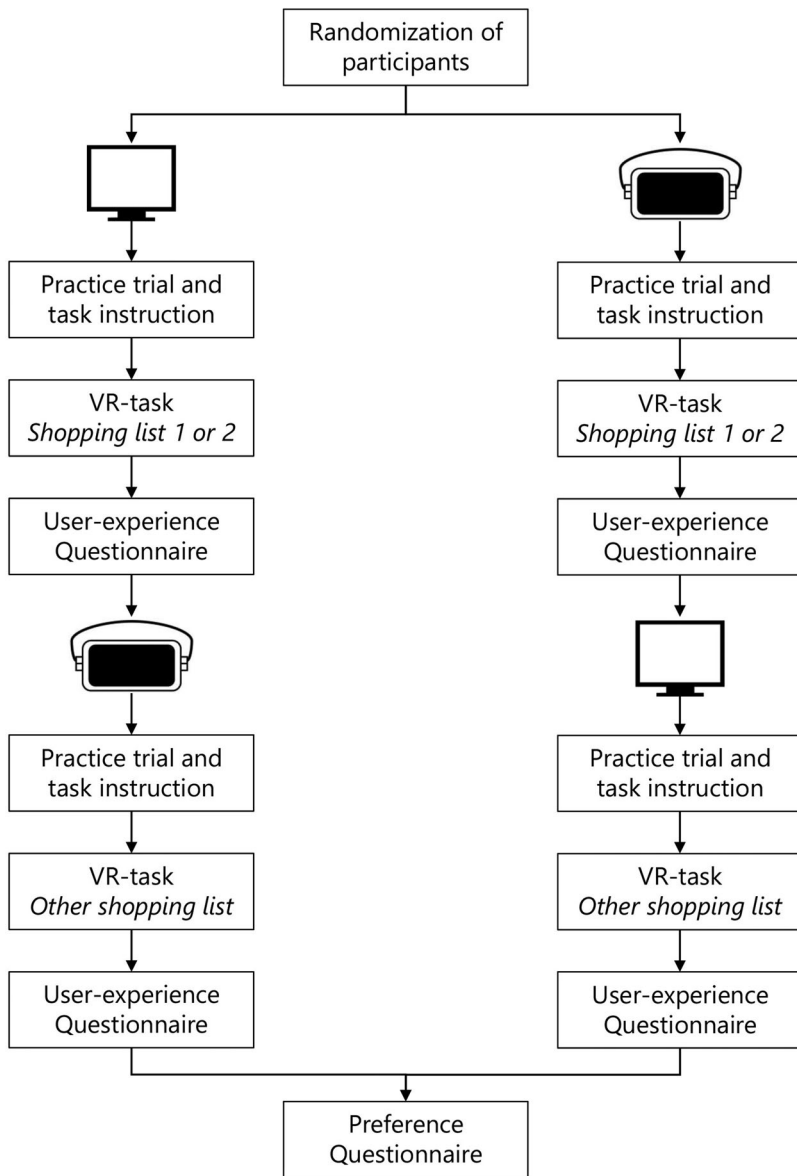 Randomization of
participants
Practice trial and
task instruction
Practice trial and
task instruction
VR-task
Shopping list 1 or 2
VR-task
Shopping list 1 or 2
User-experience
Questionnaire
User-experience
Questionnaire
Practice trial and
task instruction
Practice trial and
task instruction
VR-task
Other shopping list
VR-task
Other shopping list
User-experience
Questionnaire
User-experience
Questionnaire
Preference
Questionnaire